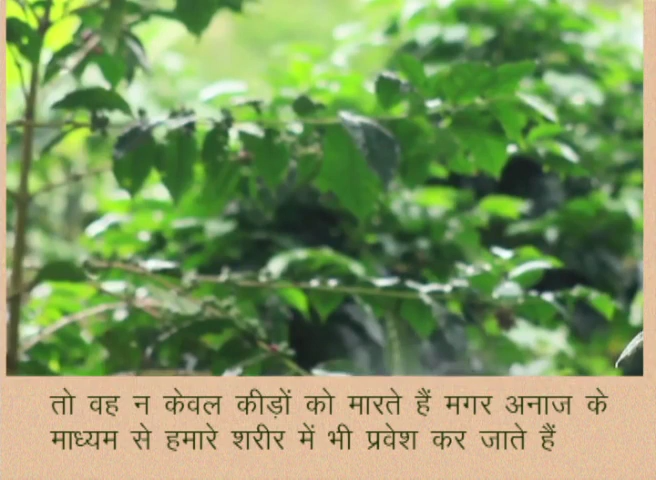 तो वह न केवल कीड़ों को मारते हैं मगर अनाज के
माध्यम से हमारे शरीर में भी प्रवेश कर जाते हैं